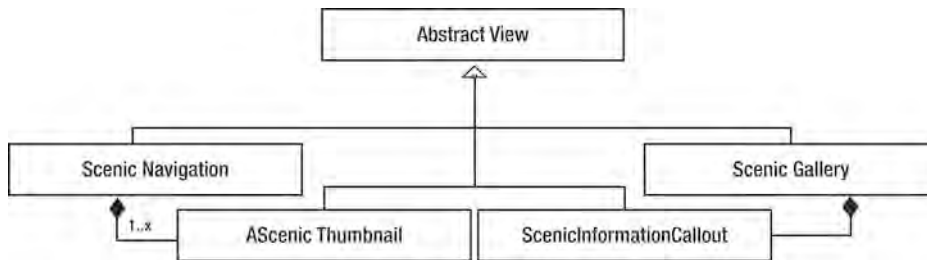 Abstract View
Scenic Navigation
Scenic Gallery
1..x
AScenic Thumbnail
ScenicInformationCallout